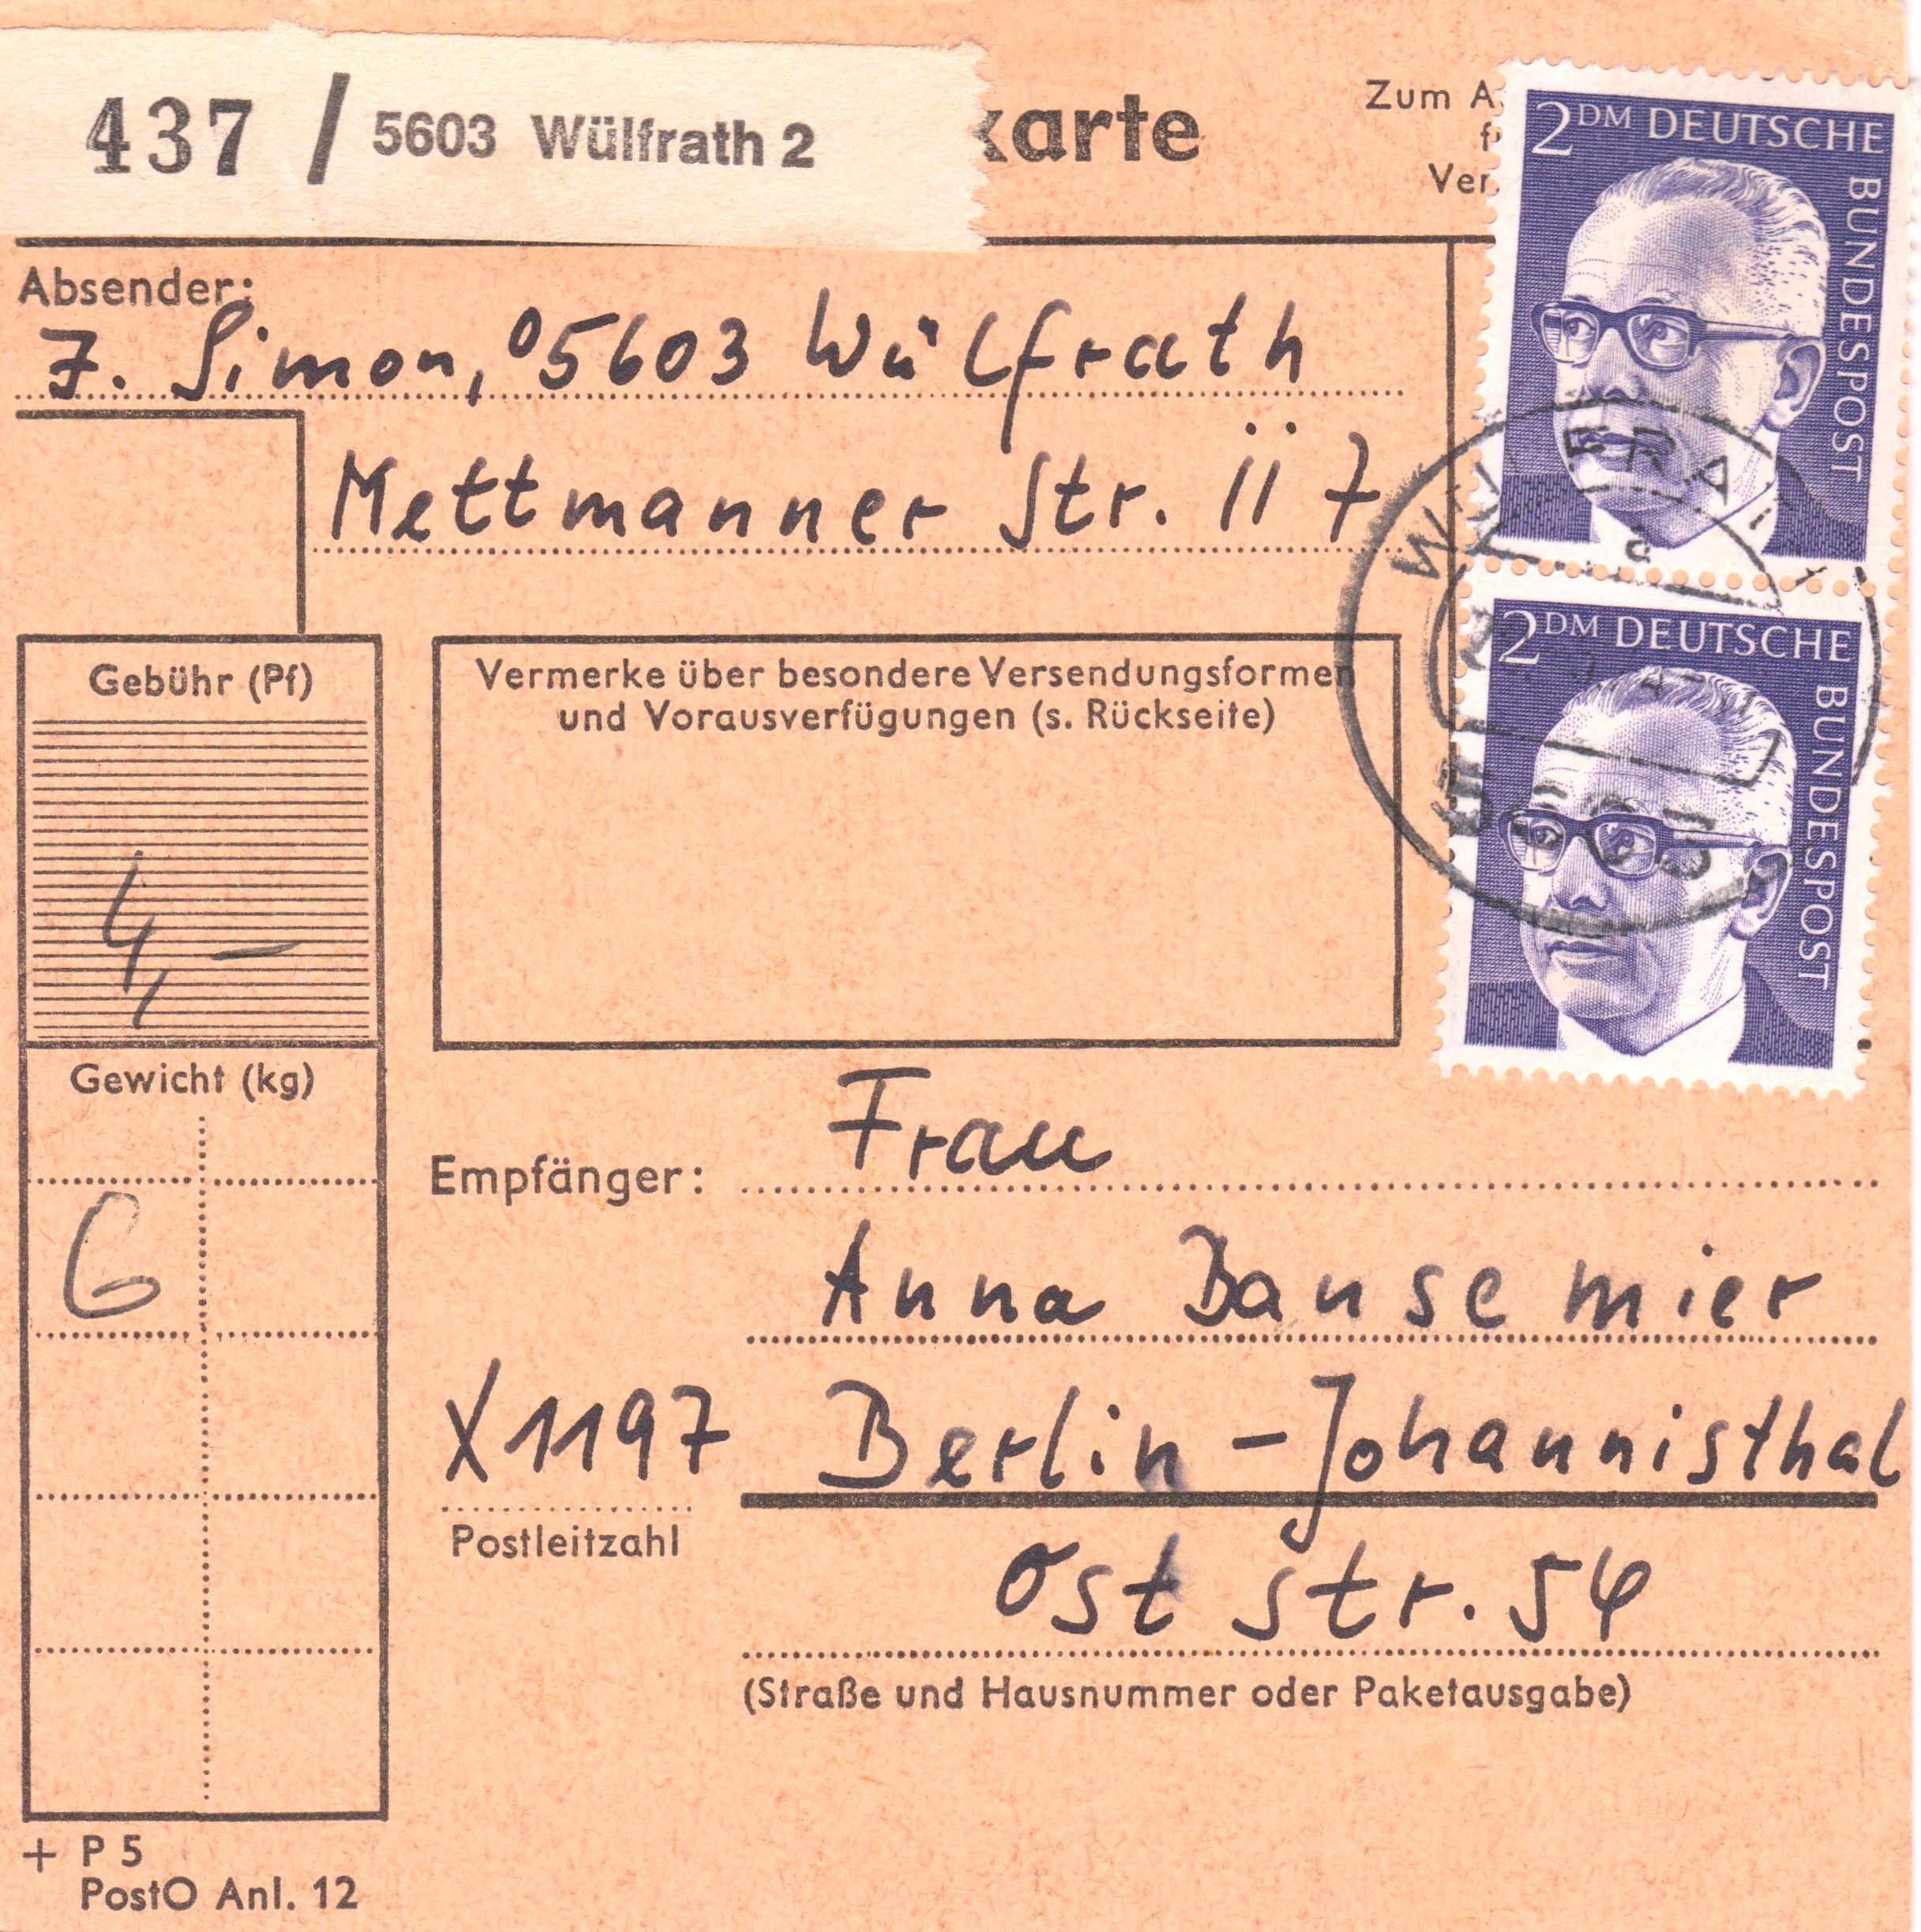 437 / 5603 Wülfrath 2
karte
Zum A
f
Ver
2 DM DEUTSCHE BUNDESPOST
Absender:
J. Simon, 05603 Wülfrath
Mettmanner Str. 117
2 DM DEUTSCHE BUNDESPOST
5603
Gebühr (Pf)
4,–
Vermerke über besondere Versendungsformen
und Vorausverfügungen (s. Rückseite)
Gewicht (kg)
6
Empfänger: Frau
Anna Bansemier
X1197 Berlin-Johannisthal
Postleitzahl
Ost str. 54
(Straße und Hausnummer oder Paketausgabe)
+ P 5
PostO Anl. 12